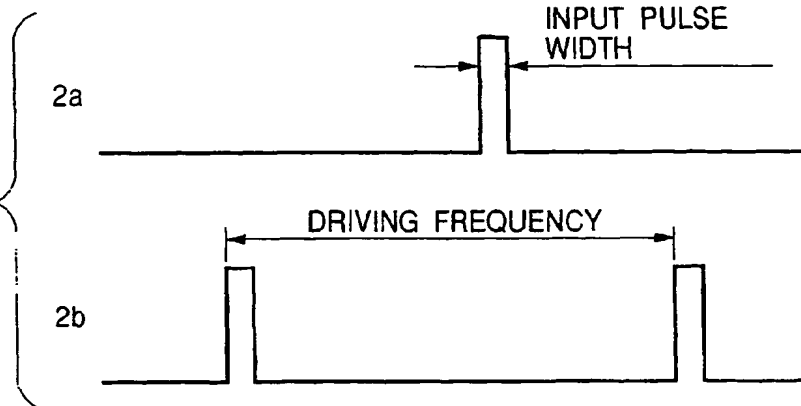 INPUT PULSE
WIDTH
2a
DRIVING FREQUENCY
2b